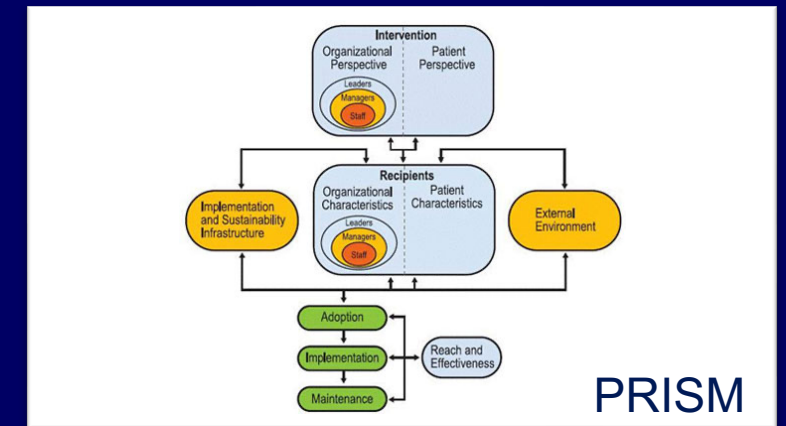 Intervention
Organizational
Perspective
Patient
Perspective
Leaders
Managers
Staff
Recipients
Organizational
Characteristics
Patient
Characteristics
Leaders
Managers
Staff
Implementation
and Sustainability
Infrastructure
External
Environment
Adoption
Implementation
Maintenance
Reach and
Effectiveness
PRISM